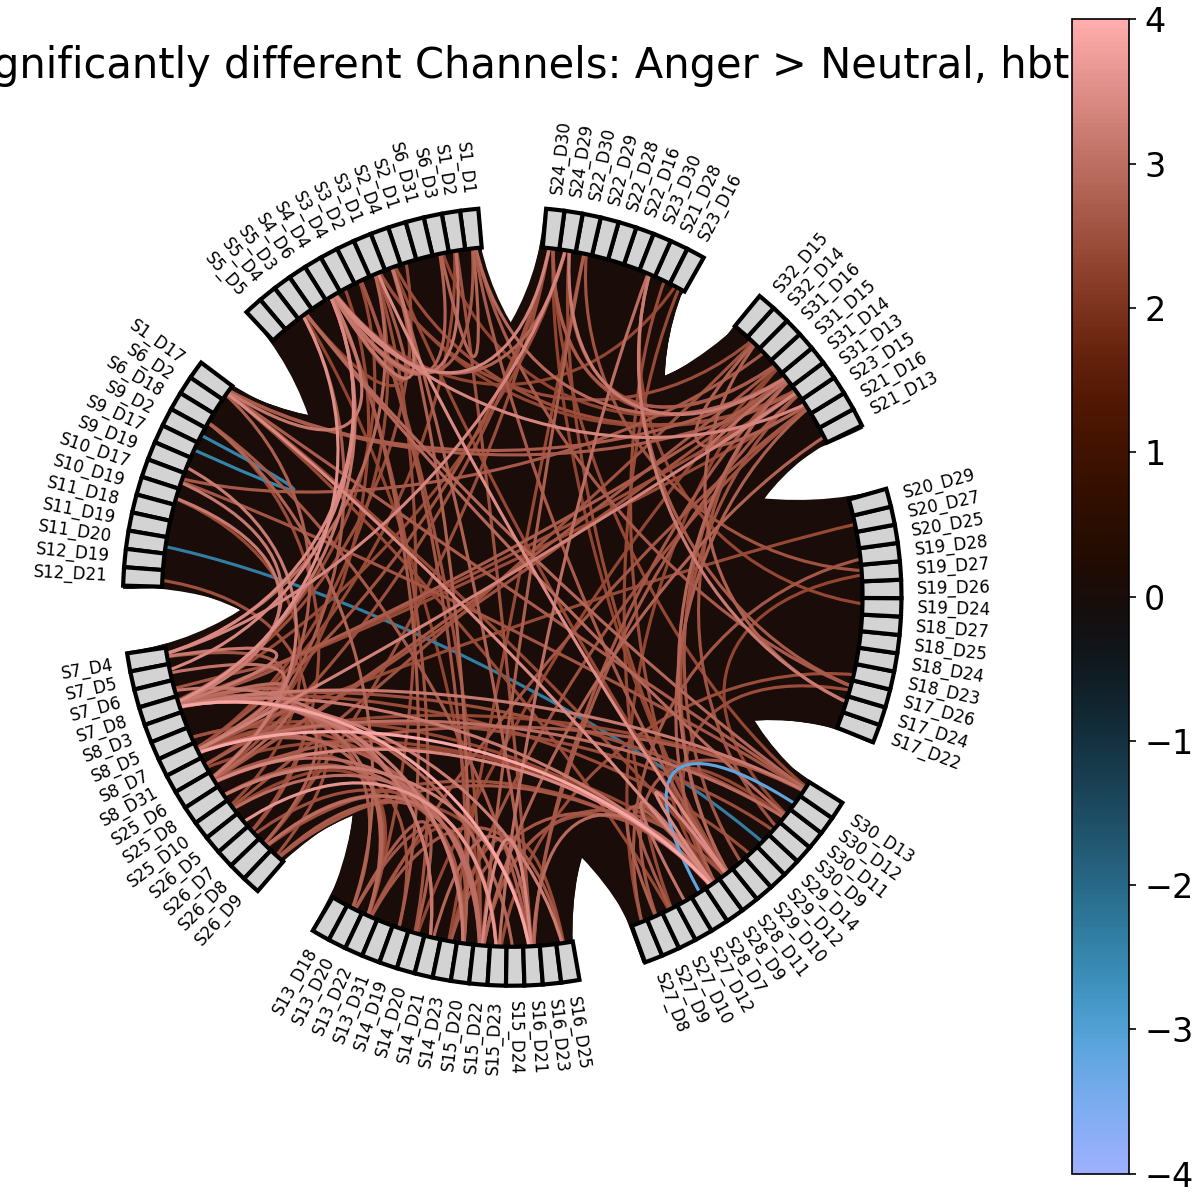 gnificantly different Channels: Anger > Neutral, hbt
S24_D30
S24_D29
S22_D30
S22_D29
S22_D28
S22_D16
S23_D30
S21_D28
S23_D16
S32_D15
S32_D14
S31_D16
S31_D15
S31_D14
S31_D13
S23_D15
S21_D16
S21_D13
S20_D29
S20_D27
S20_D25
S19_D28
S19_D27
S19_D26
S19_D24
S18_D27
S18_D25
S18_D24
S18_D23
S17_D26
S17_D24
S17_D22
S30_D13
S30_D12
S30_D11
S30_D9
S29_D14
S29_D12
S29_D10
S28_D11
S28_D9
S28_D7
S27_D12
S27_D10
S27_D9
S27_D8
S16_D25
S16_D23
S16_D21
S15_D24
S15_D23
S15_D22
S15_D20
S14_D23
S14_D21
S14_D20
S14_D19
S13_D31
S13_D22
S13_D20
S13_D18
S26_D9
S26_D8
S26_D7
S26_D5
S25_D10
S25_D8
S25_D6
S8_D31
S8_D7
S8_D5
S8_D3
S7_D8
S7_D6
S7_D5
S7_D4
S12_D21
S12_D19
S11_D20
S11_D19
S11_D18
S10_D19
S10_D17
S9_D19
S9_D17
S9_D2
S6_D18
S6_D2
S1_D17
S5_D5
S5_D4
S5_D3
S4_D6
S4_D4
S3_D4
S3_D2
S3_D1
S2_D4
S2_D1
S6_D31
S6_D3
S1_D2
S1_D1
4
3
2
1
0
−1
−2
−3
−4